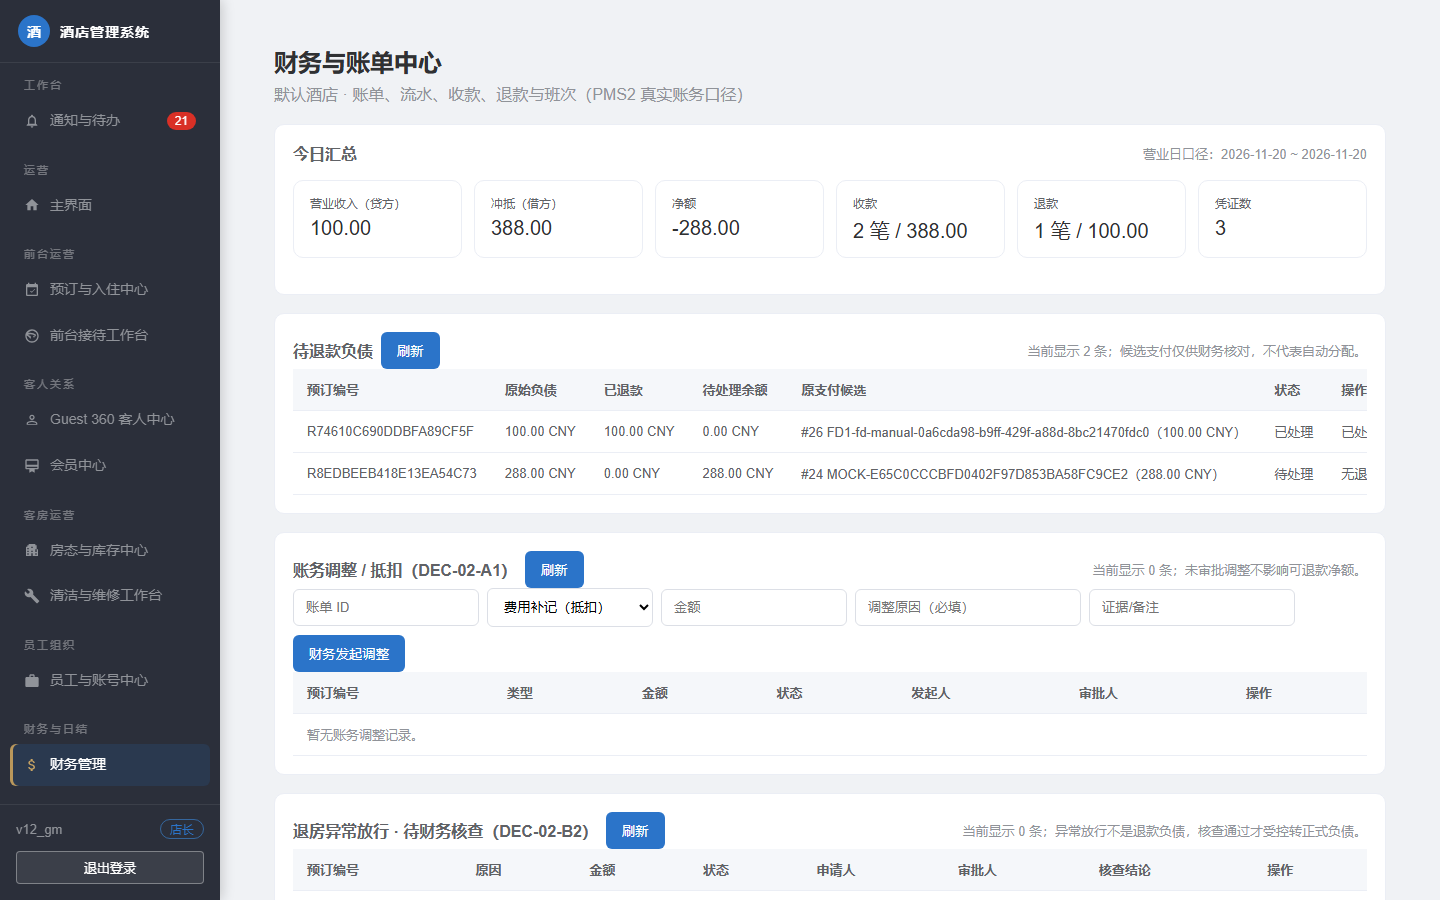 酒 酒店管理系统
工作台
通知与待办 21
运营
主界面
前台运营
预订与入住中心
前台接待工作台
客人关系
Guest 360 客人中心
会员中心
客房运营
房态与库存中心
清洁与维修工作台
员工组织
员工与账号中心
财务与日结
$ 财务管理
v12_gm 店长
退出登录
财务与账单中心
默认酒店 · 账单、流水、收款、退款与班次（PMS2 真实账务口径）
今日汇总 营业日口径：2026-11-20 ~ 2026-11-20
营业收入（贷方） 冲抵（借方） 净额 收款 退款 凭证数
100.00 388.00 -288.00 2 笔 / 388.00 1 笔 / 100.00 3
待退款负债 刷新 当前显示 2 条；候选支付仅供财务核对，不代表自动分配。
预订编号 原始负债 已退款 待处理余额 原支付候选 状态 操作
R74610C690DDBFA89CF5F 100.00 CNY 100.00 CNY 0.00 CNY #26 FD1-fd-manual-0a6cda98-b9ff-429f-a88d-8bc21470fdc0（100.00 CNY） 已处理 已处
R8EDBEEB418E13EA54C73 288.00 CNY 0.00 CNY 288.00 CNY #24 MOCK-E65C0CCCBFD0402F97D853BA58FC9CE2（288.00 CNY） 待处理 无退
账务调整 / 抵扣（DEC-02-A1） 刷新 当前显示 0 条；未审批调整不影响可退款净额。
账单 ID 费用补记（抵扣） 金额 调整原因（必填） 证据/备注
财务发起调整
预订编号 类型 金额 状态 发起人 审批人 操作
暂无账务调整记录。
退房异常放行 · 待财务核查（DEC-02-B2） 刷新 当前显示 0 条；异常放行不是退款负债，核查通过才受控转正式负债。
预订编号 原因 金额 状态 申请人 审批人 核查结论 操作